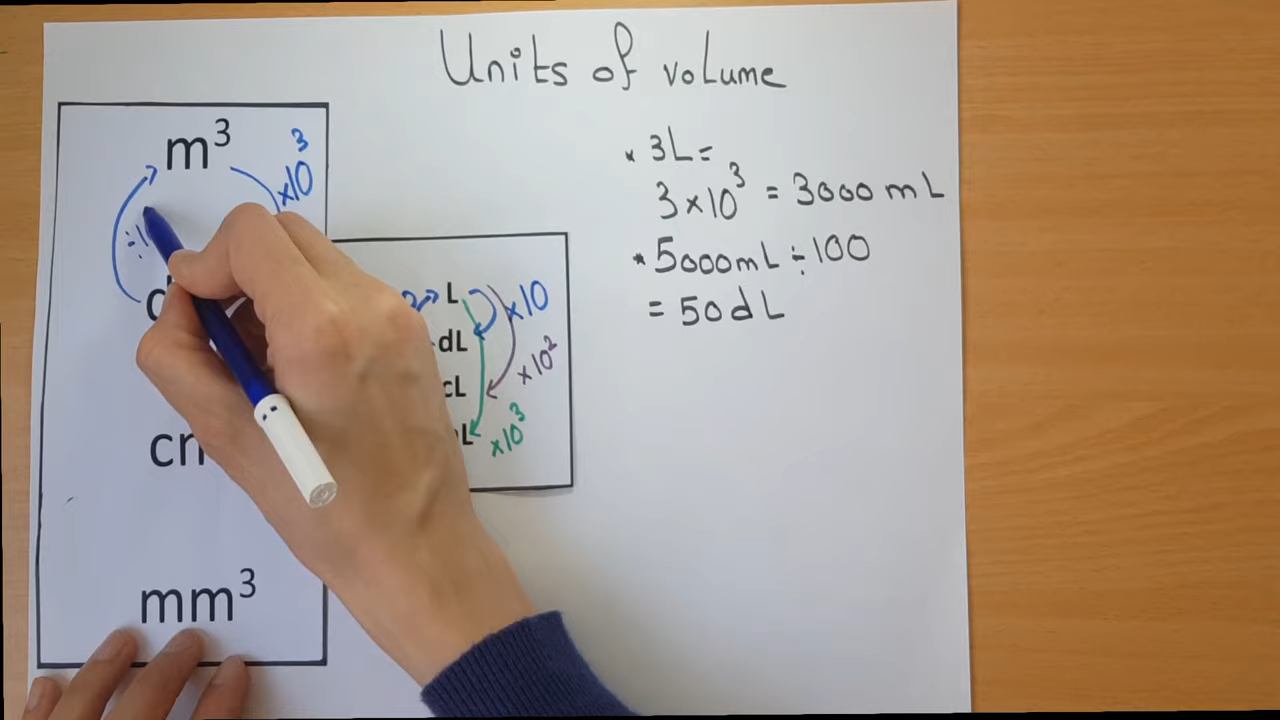 Units of volume
m³
×10³
÷1
mm³
L
×10
dL
×10²
cL
×10³
* 3L =
3×10³ = 3000 mL
* 5000mL ÷ 100
= 50 dL